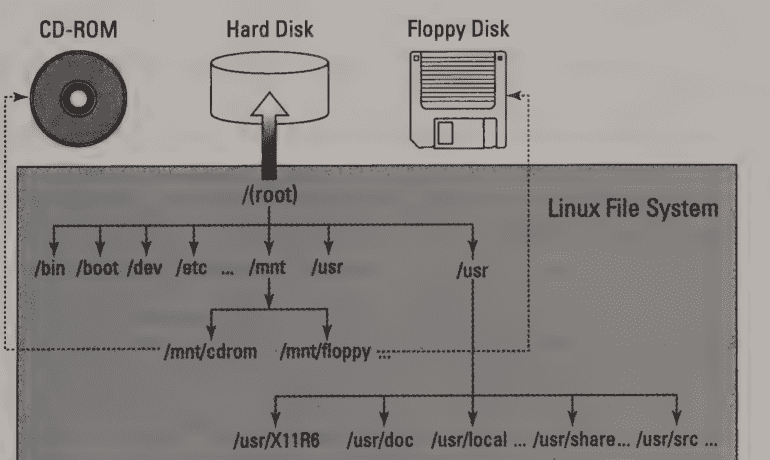 CD-ROM
Hard Disk
Floppy Disk
/(root)
Linux File System
/bin /boot /dev /etc ... /mnt /usr
/usr
/mnt/cdrom /mnt/floppy ...
/usr/X11R6 /usr/doc /usr/local ... /usr/share... /usr/src ...